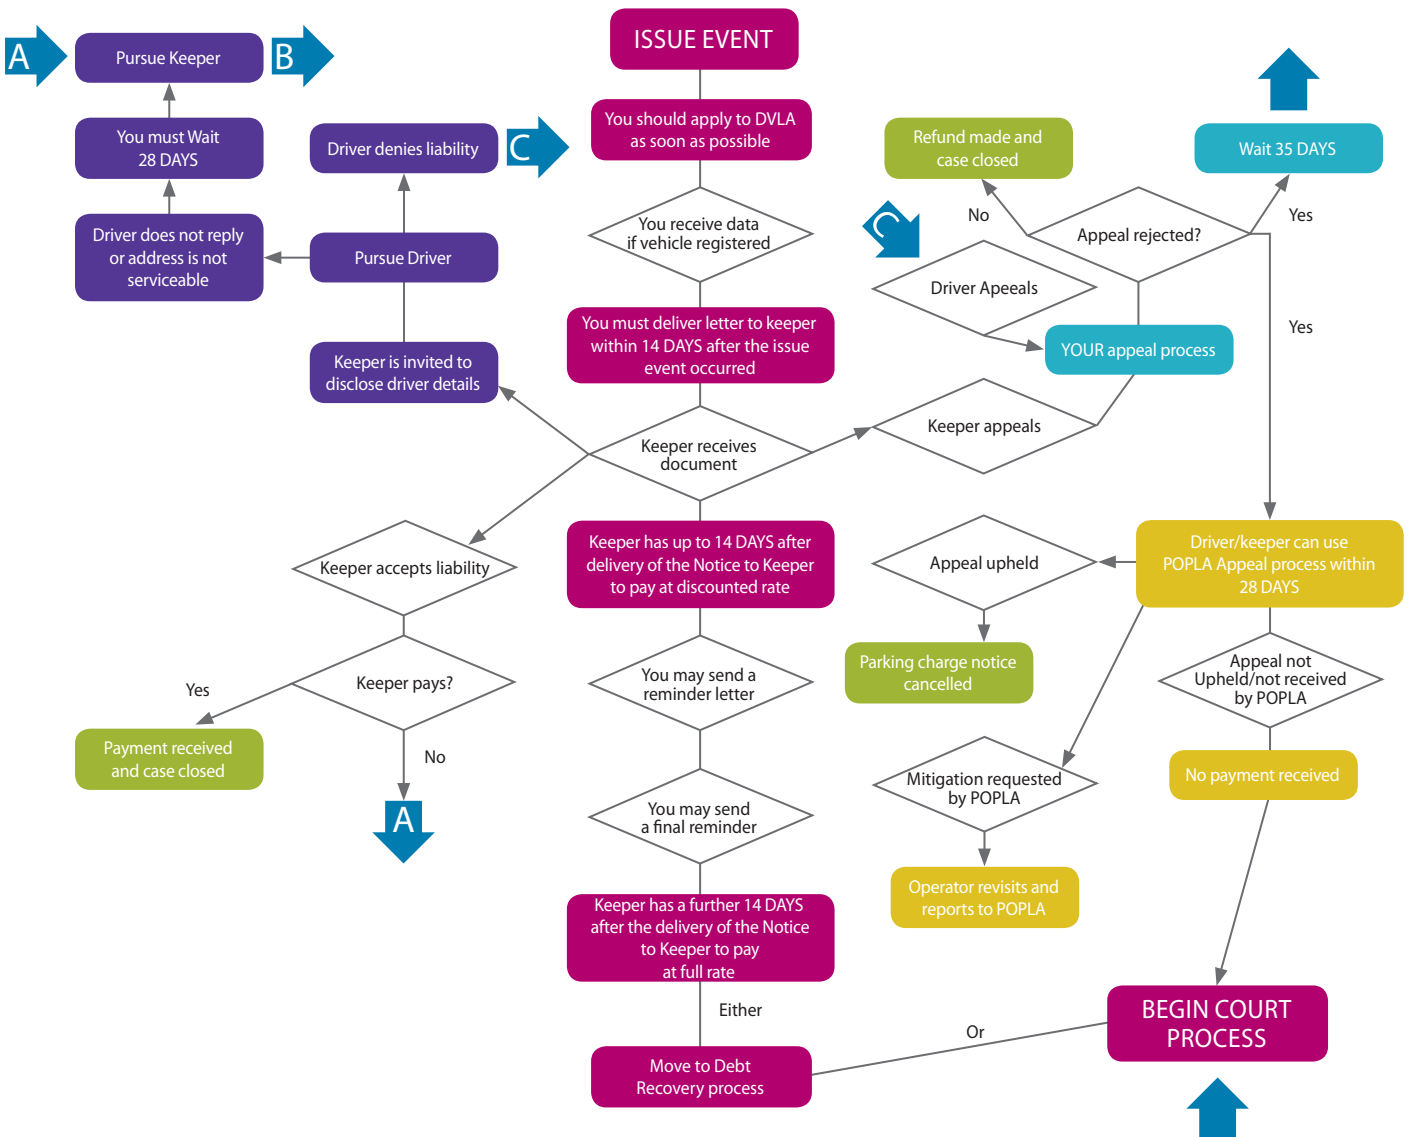 ISSUE EVENT
A
Pursue Keeper
B
You must Wait
28 DAYS
Driver denies liability
C
You should apply to DVLA
as soon as possible
Refund made and
case closed
Wait 35 DAYS
Driver does not reply
or address is not
serviceable
Pursue Driver
You receive data
if vehicle registered
C
No
Appeal rejected?
Yes
Driver Apeeals
Yes
You must deliver letter to keeper
within 14 DAYS after the issue
event occurred
YOUR appeal process
Keeper is invited to
disclose driver details
Keeper receives
document
Keeper appeals
Keeper accepts liability
Keeper has up to 14 DAYS after
delivery of the Notice to Keeper
to pay at discounted rate
Appeal upheld
Driver/keeper can use
POPLA Appeal process within
28 DAYS
Parking charge notice
cancelled
Appeal not
Upheld/not received
by POPLA
Yes
Keeper pays?
You may send a
reminder letter
Payment received
and case closed
No
A
Mitigation requested
by POPLA
No payment received
You may send
a final reminder
Operator revisits and
reports to POPLA
Keeper has a further 14 DAYS
after the delivery of the Notice
to Keeper to pay
at full rate
Either
Or
BEGIN COURT
PROCESS
Move to Debt
Recovery process